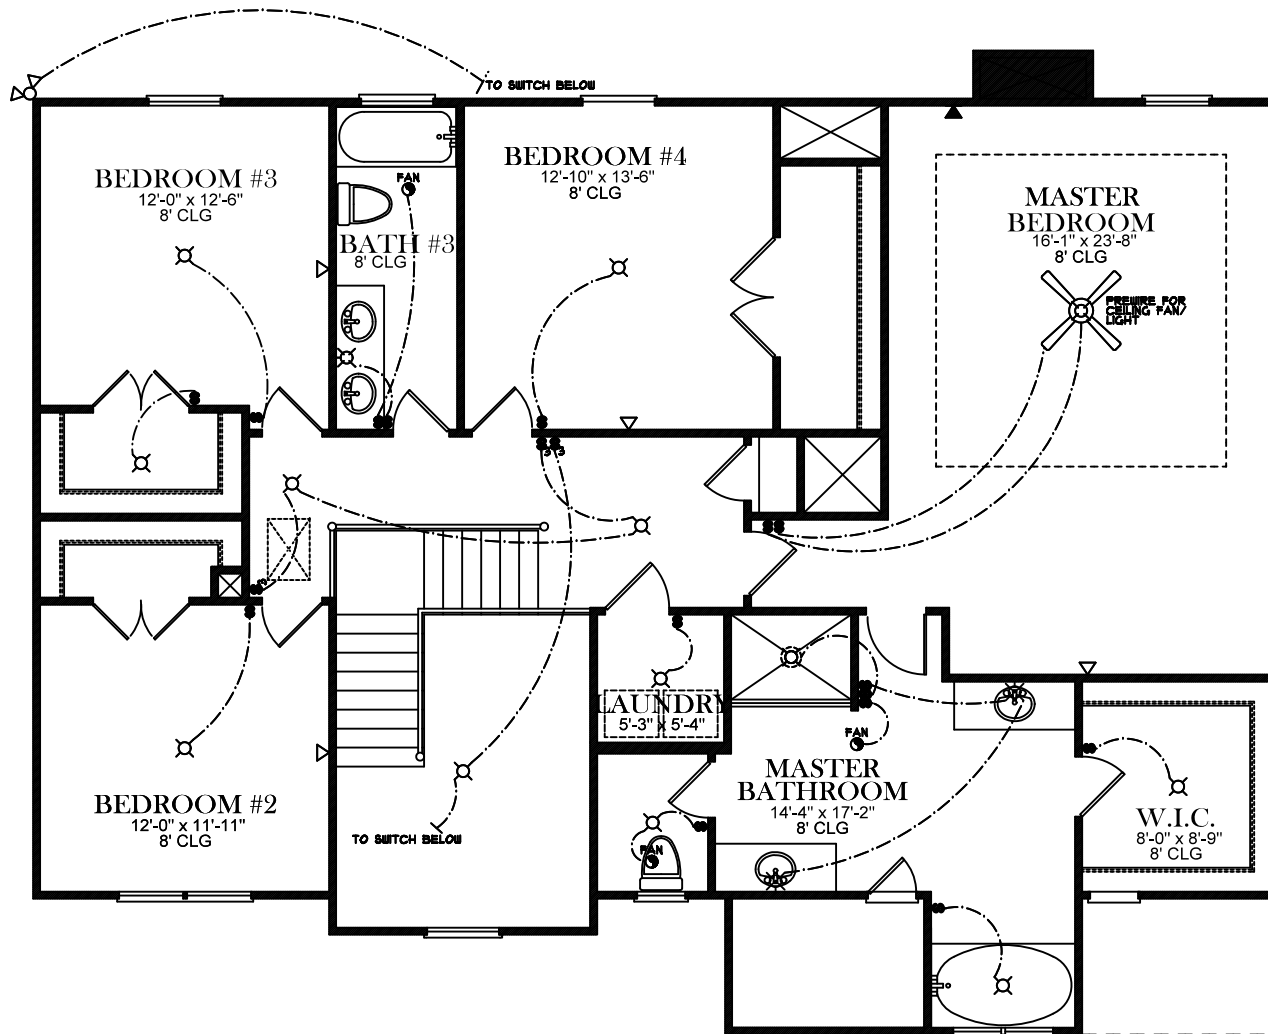 TO SWITCH BELOW
BEDROOM #3
12'-0" x 12'-6"
8' CLG
FAN
BATH #3
8' CLG
BEDROOM #4
12'-10" x 13'-6"
8' CLG
MASTER
BEDROOM
16'-1" x 23'-8"
8' CLG
PREWIRE FOR
CEILING FAN/
LIGHT
3
3
3
LAUNDRY
5'-3" x 5'-4"
FAN
MASTER
BATHROOM
14'-4" x 17'-2"
8' CLG
BEDROOM #2
12'-0" x 11'-11"
8' CLG
TO SWITCH BELOW
FAN
W.I.C.
8'-0" x 8'-9"
8' CLG